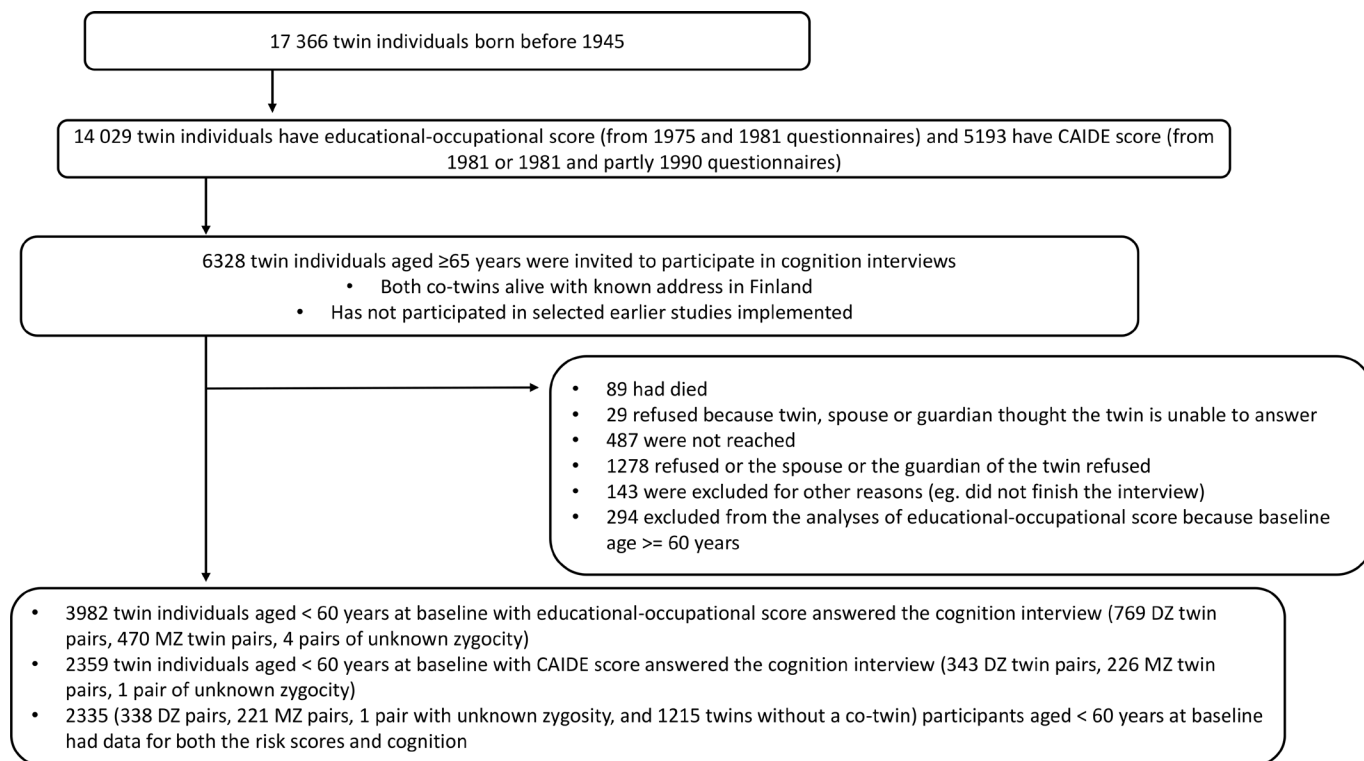 17 366 twin individuals born before 1945
14 029 twin individuals have educational-occupational score (from 1975 and 1981 questionnaires) and 5193 have CAIDE score (from
1981 or 1981 and partly 1990 questionnaires)
6328 twin individuals aged ≥65 years were invited to participate in cognition interviews
• Both co-twins alive with known address in Finland
• Has not participated in selected earlier studies implemented
• 89 had died
• 29 refused because twin, spouse or guardian thought the twin is unable to answer
• 487 were not reached
• 1278 refused or the spouse or the guardian of the twin refused
• 143 were excluded for other reasons (eg. did not finish the interview)
• 294 excluded from the analyses of educational-occupational score because baseline
age >= 60 years
• 3982 twin individuals aged < 60 years at baseline with educational-occupational score answered the cognition interview (769 DZ twin
pairs, 470 MZ twin pairs, 4 pairs of unknown zygocity)
• 2359 twin individuals aged < 60 years at baseline with CAIDE score answered the cognition interview (343 DZ twin pairs, 226 MZ twin
pairs, 1 pair of unknown zygocity)
• 2335 (338 DZ pairs, 221 MZ pairs, 1 pair with unknown zygosity, and 1215 twins without a co-twin) participants aged < 60 years at baseline
had data for both the risk scores and cognition